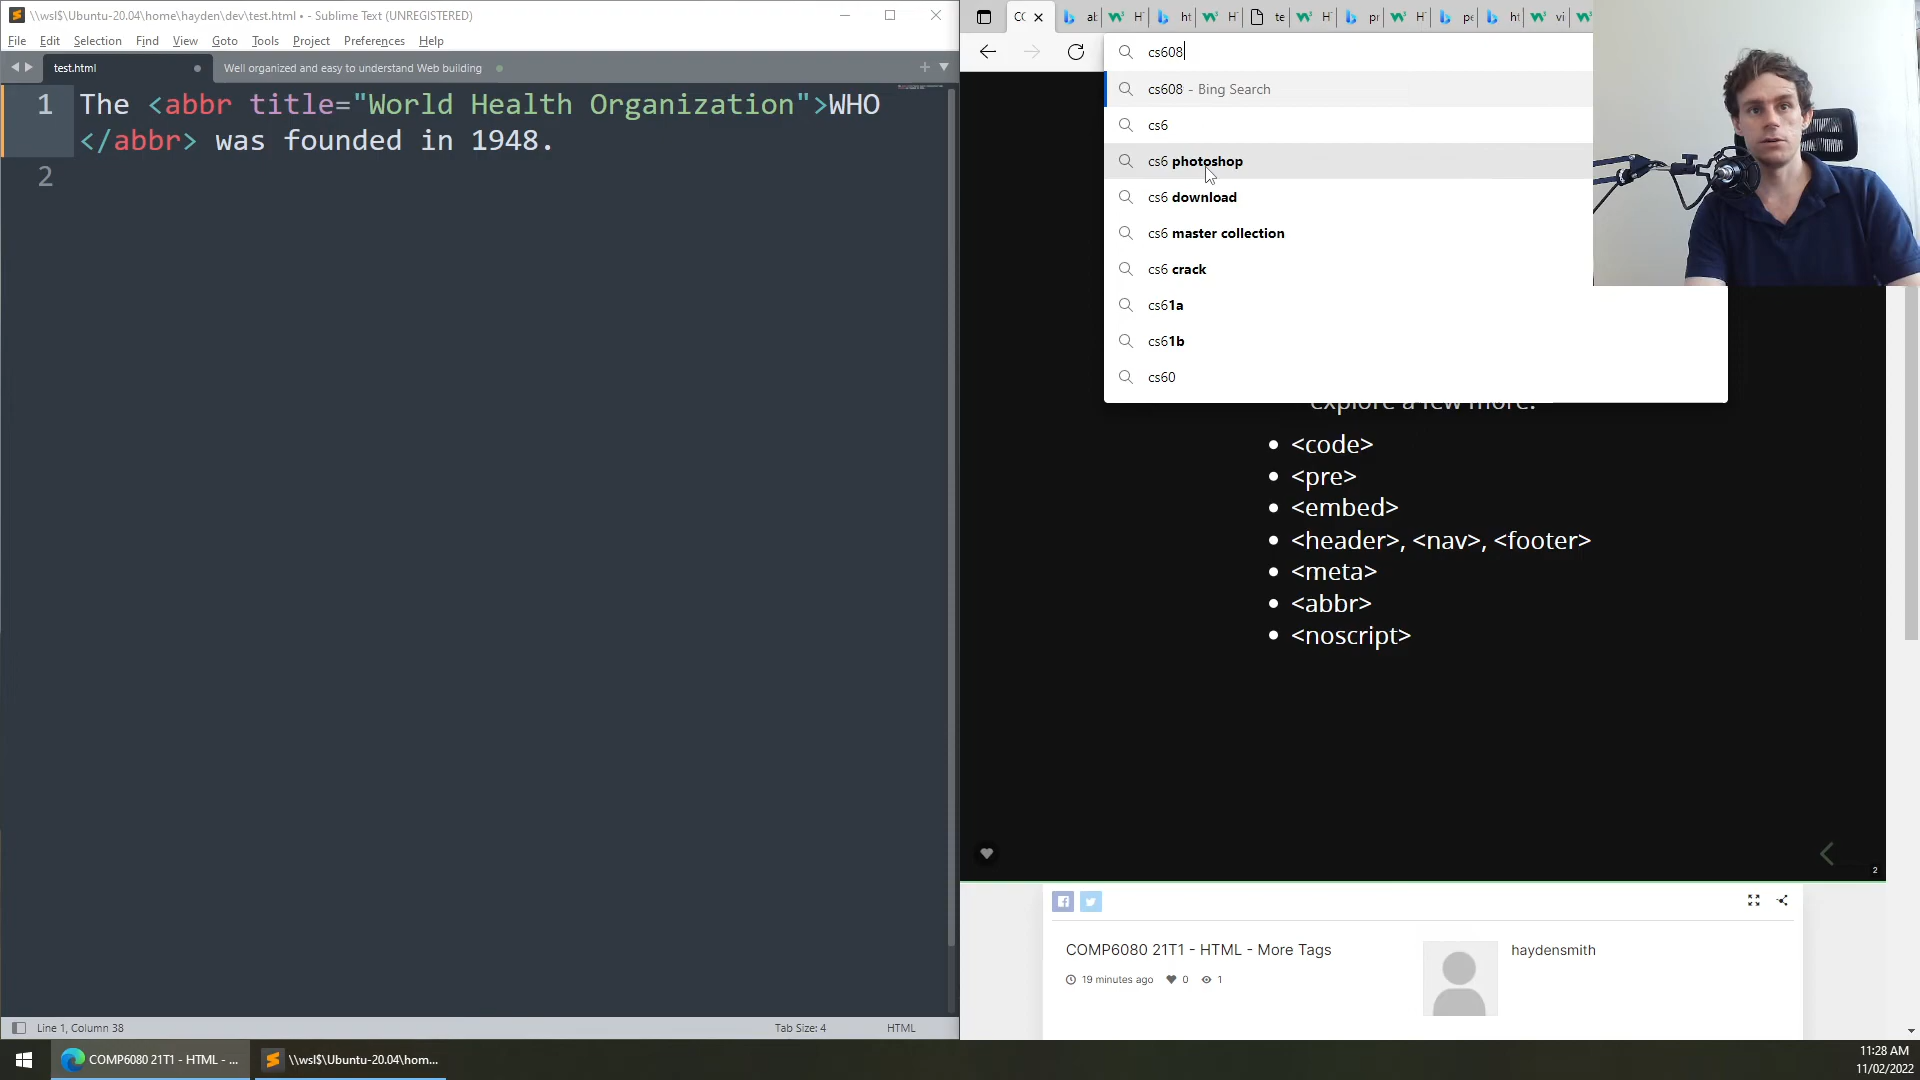 \\wsl$\Ubuntu-20.04\home\hayden\dev\test.html • - Sublime Text (UNREGISTERED)
File Edit Selection Find View Goto Tools Project Preferences Help
test.html
Well organized and easy to understand Web building
1 The <abbr title="World Health Organization">WHO
</abbr> was founded in 1948.
2
Line 1, Column 38
Tab Size: 4
HTML
cs608
cs608 - Bing Search
cs6
cs6 photoshop
cs6 download
cs6 master collection
cs6 crack
cs61a
cs61b
cs60
explore a few more:
• <code>
• <pre>
• <embed>
• <header>, <nav>, <footer>
• <meta>
• <abbr>
• <noscript>
2
COMP6080 21T1 - HTML - More Tags
19 minutes ago 0 1
haydensmith
COMP6080 21T1 - HTML - ...
\\wsl$\Ubuntu-20.04\hom...
11:28 AM
11/02/2022